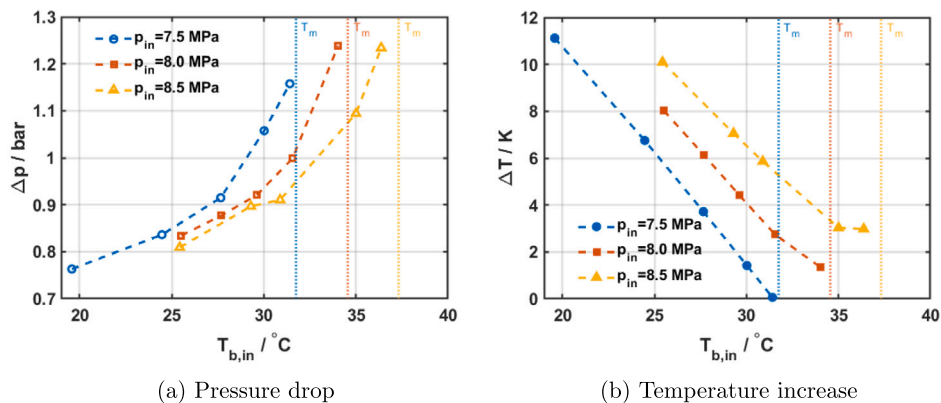 1.3
1.2
1.1
1
0.9
0.8
0.7
Δp / bar
p_in=7.5 MPa
p_in=8.0 MPa
p_in=8.5 MPa
T_m
T_m
T_m
20 25 30 35 40
T_b,in / °C
(a) Pressure drop
12
10
8
6
4
2
0
ΔT / K
T_m
T_m
T_m
p_in=7.5 MPa
p_in=8.0 MPa
p_in=8.5 MPa
20 25 30 35 40
T_b,in / °C
(b) Temperature increase